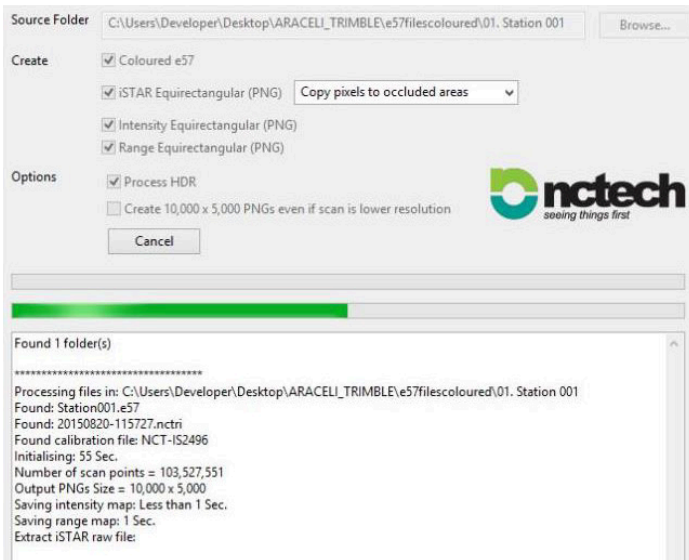 Source Folder C:\Users\Developer\Desktop\ARACELI_TRIMBLE\e57filescoloured\01. Station 001 Browse...
Create Coloured e57
iSTAR Equirectangular (PNG) Copy pixels to occluded areas
Intensity Equirectangular (PNG)
Range Equirectangular (PNG)
Options Process HDR
Create 10,000 x 5,000 PNGs even if scan is lower resolution
nctech
seeing things first
Cancel
Found 1 folder(s)
************************************
Processing files in: C:\Users\Developer\Desktop\ARACELI_TRIMBLE\e57filescoloured\01. Station 001
Found: Station001.e57
Found: 20150820-115727.nctri
Found calibration file: NCT-IS2496
Initialising: 55 Sec.
Number of scan points = 103,527,551
Output PNGs Size = 10,000 x 5,000
Saving intensity map: Less than 1 Sec.
Saving range map: 1 Sec.
Extract iSTAR raw file: